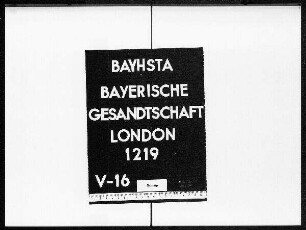 BAYHSTA
BAYERISCHE
GESANDTSCHAFT
LONDON
1219
V-16